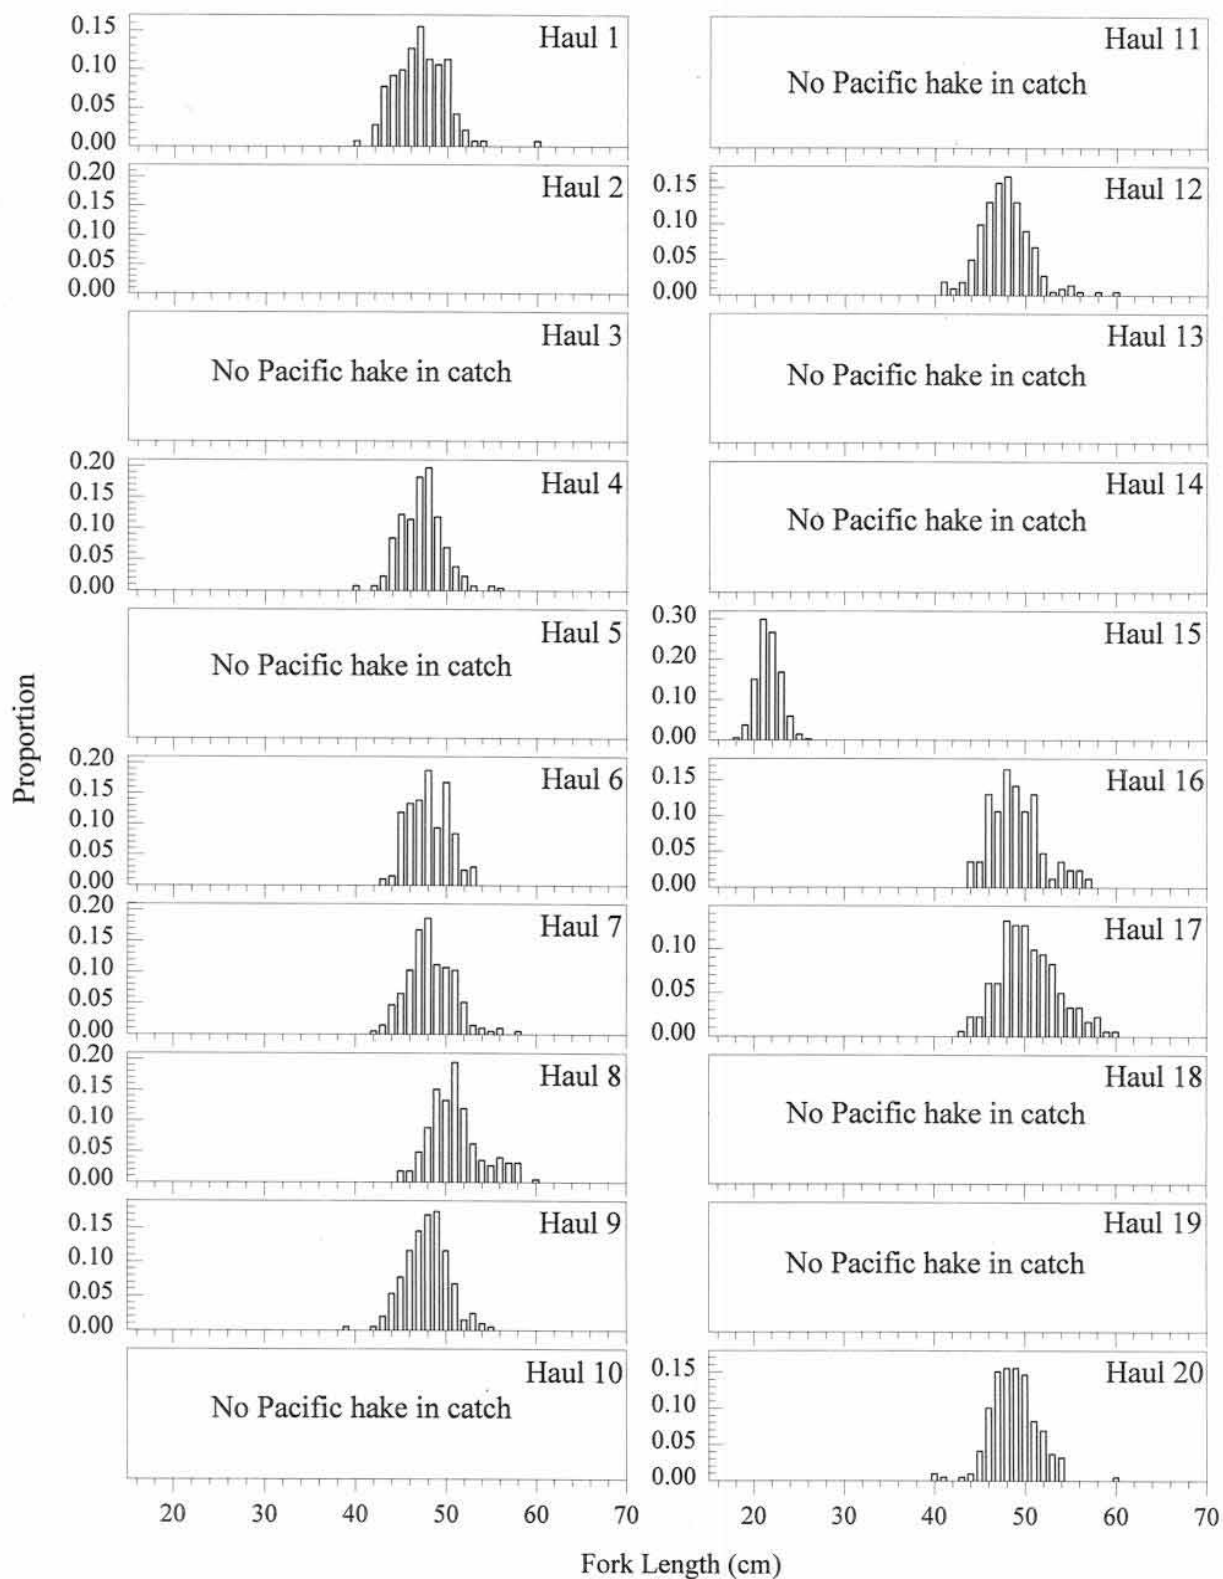 Proportion
0.15
0.10
0.05
0.00
Haul 1
0.20
0.15
0.10
0.05
0.00
Haul 2
Haul 3
No Pacific hake in catch
0.20
0.15
0.10
0.05
0.00
Haul 4
Haul 5
No Pacific hake in catch
0.20
0.15
0.10
0.05
0.00
Haul 6
0.20
0.15
0.10
0.05
0.00
Haul 7
0.20
0.15
0.10
0.05
0.00
Haul 8
0.15
0.10
0.05
0.00
Haul 9
Haul 10
No Pacific hake in catch
20 30 40 50 60 70
Haul 11
No Pacific hake in catch
0.15
0.10
0.05
0.00
Haul 12
Haul 13
No Pacific hake in catch
Haul 14
No Pacific hake in catch
0.30
0.20
0.10
0.00
Haul 15
0.15
0.10
0.05
0.00
Haul 16
0.10
0.05
0.00
Haul 17
Haul 18
No Pacific hake in catch
Haul 19
No Pacific hake in catch
0.15
0.10
0.05
0.00
Haul 20
20 30 40 50 60 70
Fork Length (cm)